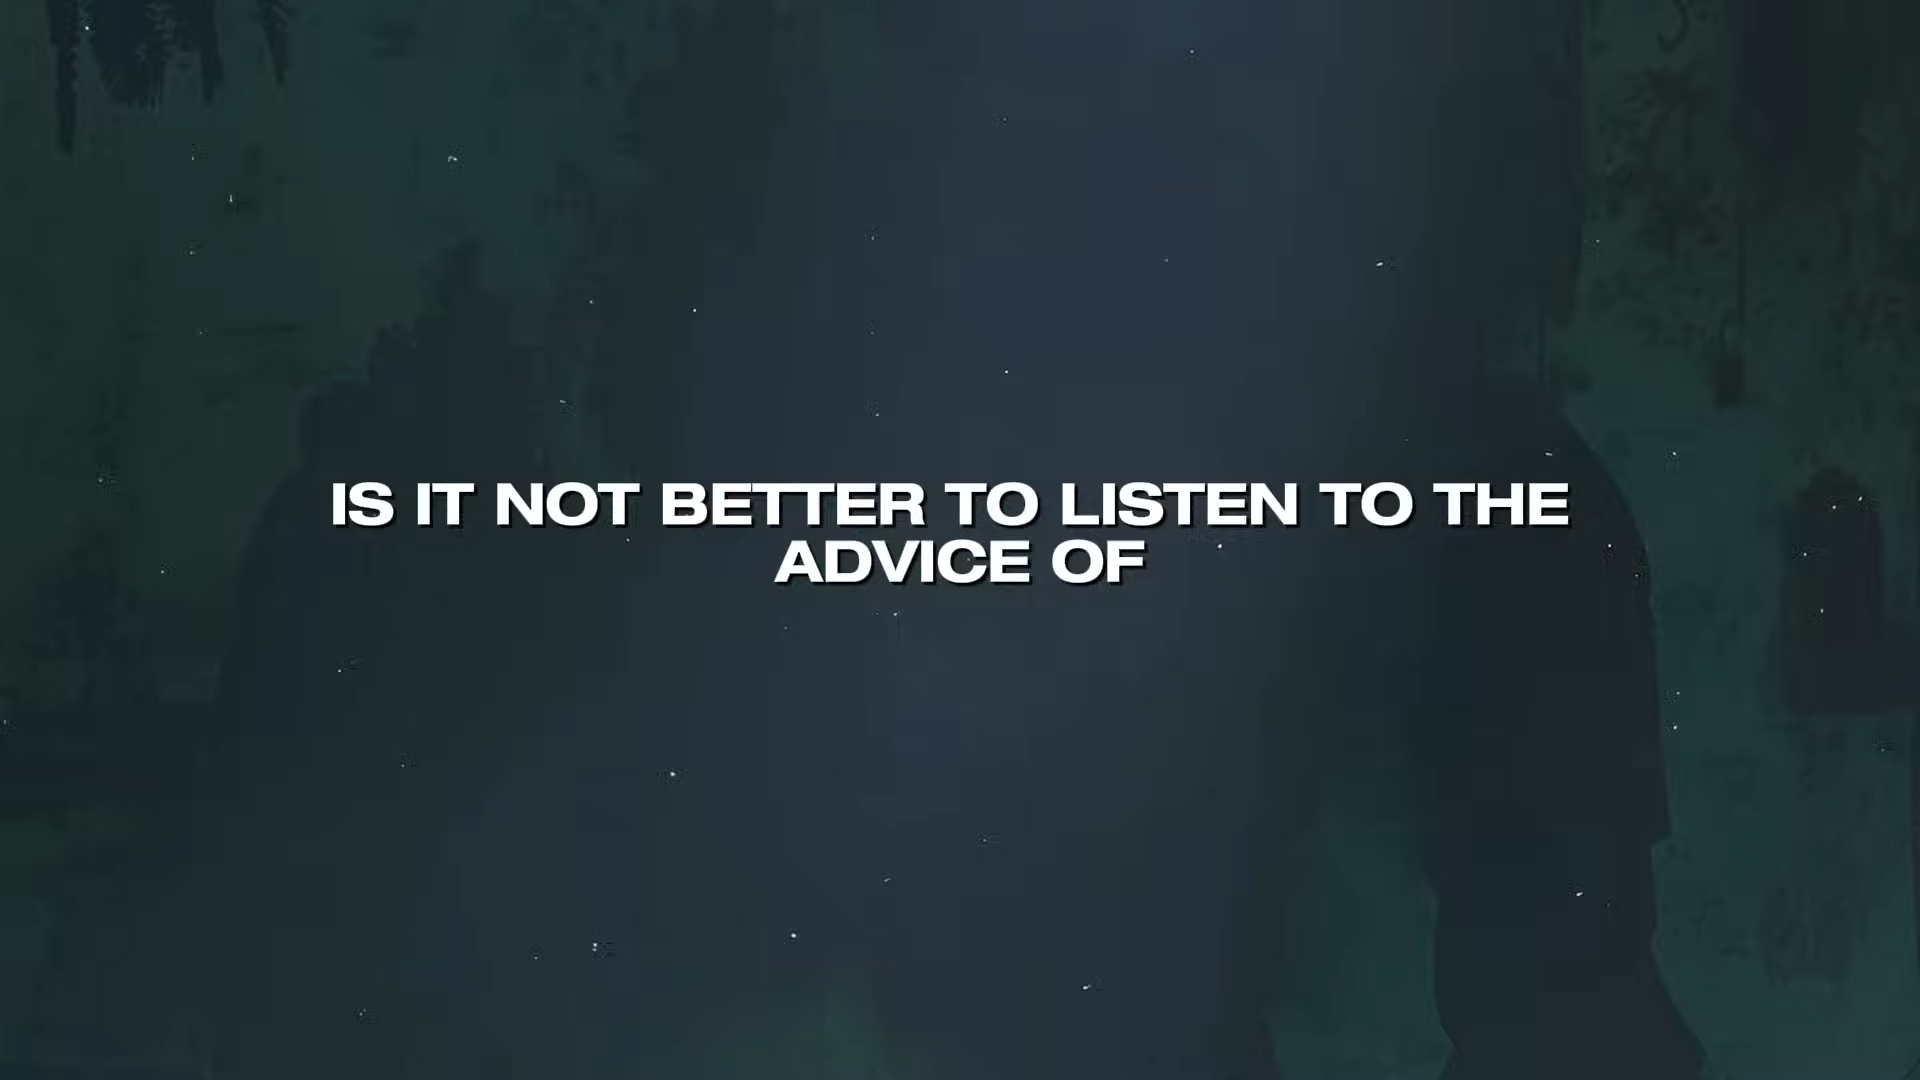 IS IT NOT BETTER TO LISTEN TO THE
ADVICE OF